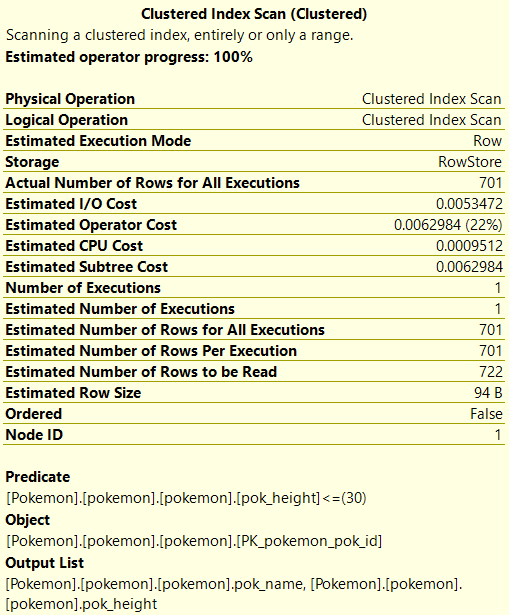 Clustered Index Scan (Clustered)
Scanning a clustered index, entirely or only a range.
Estimated operator progress: 100%
Physical Operation Clustered Index Scan
Logical Operation Clustered Index Scan
Estimated Execution Mode Row
Storage RowStore
Actual Number of Rows for All Executions 701
Estimated I/O Cost 0.0053472
Estimated Operator Cost 0.0062984 (22%)
Estimated CPU Cost 0.0009512
Estimated Subtree Cost 0.0062984
Number of Executions 1
Estimated Number of Executions 1
Estimated Number of Rows for All Executions 701
Estimated Number of Rows Per Execution 701
Estimated Number of Rows to be Read 722
Estimated Row Size 94 B
Ordered False
Node ID 1
Predicate
[Pokemon].[pokemon].[pokemon].[pok_height]<=(30)
Object
[Pokemon].[pokemon].[pokemon].[PK_pokemon_pok_id]
Output List
[Pokemon].[pokemon].[pokemon].pok_name, [Pokemon].[pokemon].
[pokemon].pok_height